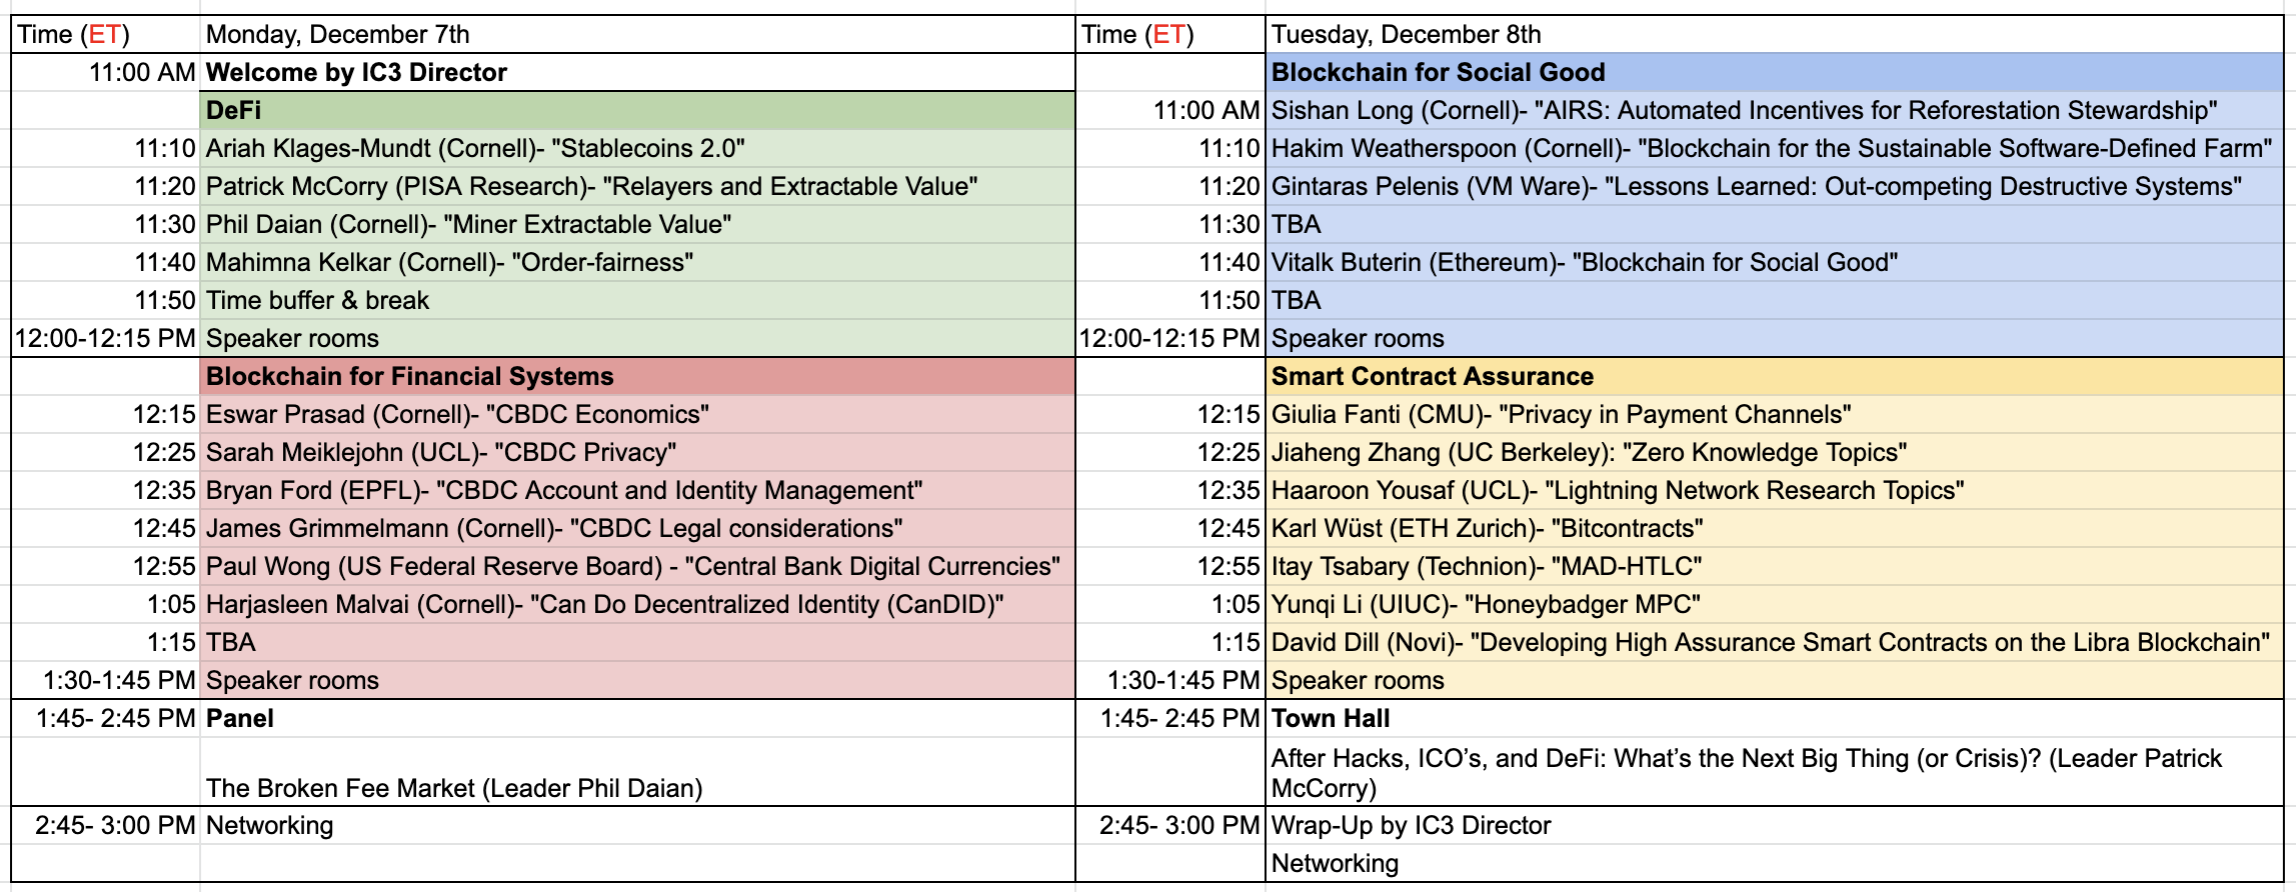 Time (ET) Monday, December 7th Time (ET) Tuesday, December 8th
11:00 AM Welcome by IC3 Director Blockchain for Social Good
DeFi 11:00 AM Sishan Long (Cornell)- "AIRS: Automated Incentives for Reforestation Stewardship"
11:10 Ariah Klages-Mundt (Cornell)- "Stablecoins 2.0" 11:10 Hakim Weatherspoon (Cornell)- "Blockchain for the Sustainable Software-Defined Farm"
11:20 Patrick McCorry (PISA Research)- "Relayers and Extractable Value" 11:20 Gintaras Pelenis (VM Ware)- "Lessons Learned: Out-competing Destructive Systems"
11:30 Phil Daian (Cornell)- "Miner Extractable Value" 11:30 TBA
11:40 Mahimna Kelkar (Cornell)- "Order-fairness" 11:40 Vitalk Buterin (Ethereum)- "Blockchain for Social Good"
11:50 Time buffer & break 11:50 TBA
12:00-12:15 PM Speaker rooms 12:00-12:15 PM Speaker rooms
Blockchain for Financial Systems Smart Contract Assurance
12:15 Eswar Prasad (Cornell)- "CBDC Economics" 12:15 Giulia Fanti (CMU)- "Privacy in Payment Channels"
12:25 Sarah Meiklejohn (UCL)- "CBDC Privacy" 12:25 Jiaheng Zhang (UC Berkeley): "Zero Knowledge Topics"
12:35 Bryan Ford (EPFL)- "CBDC Account and Identity Management" 12:35 Haaroon Yousaf (UCL)- "Lightning Network Research Topics"
12:45 James Grimmelmann (Cornell)- "CBDC Legal considerations" 12:45 Karl Wüst (ETH Zurich)- "Bitcontracts"
12:55 Paul Wong (US Federal Reserve Board) - "Central Bank Digital Currencies" 12:55 Itay Tsabary (Technion)- "MAD-HTLC"
1:05 Harjasleen Malvai (Cornell)- "Can Do Decentralized Identity (CanDID)" 1:05 Yunqi Li (UIUC)- "Honeybadger MPC"
1:15 TBA 1:15 David Dill (Novi)- "Developing High Assurance Smart Contracts on the Libra Blockchain"
1:30-1:45 PM Speaker rooms 1:30-1:45 PM Speaker rooms
1:45- 2:45 PM Panel 1:45- 2:45 PM Town Hall
After Hacks, ICO’s, and DeFi: What’s the Next Big Thing (or Crisis)? (Leader Patrick
The Broken Fee Market (Leader Phil Daian) McCorry)
2:45- 3:00 PM Networking 2:45- 3:00 PM Wrap-Up by IC3 Director
Networking